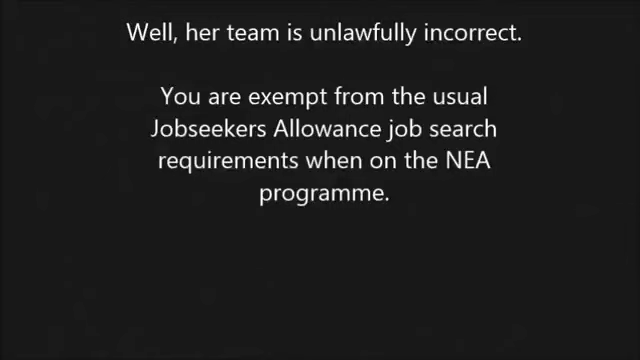 Well, her team is unlawfully incorrect.
You are exempt from the usual
Jobseekers Allowance job search
requirements when on the NEA
programme.